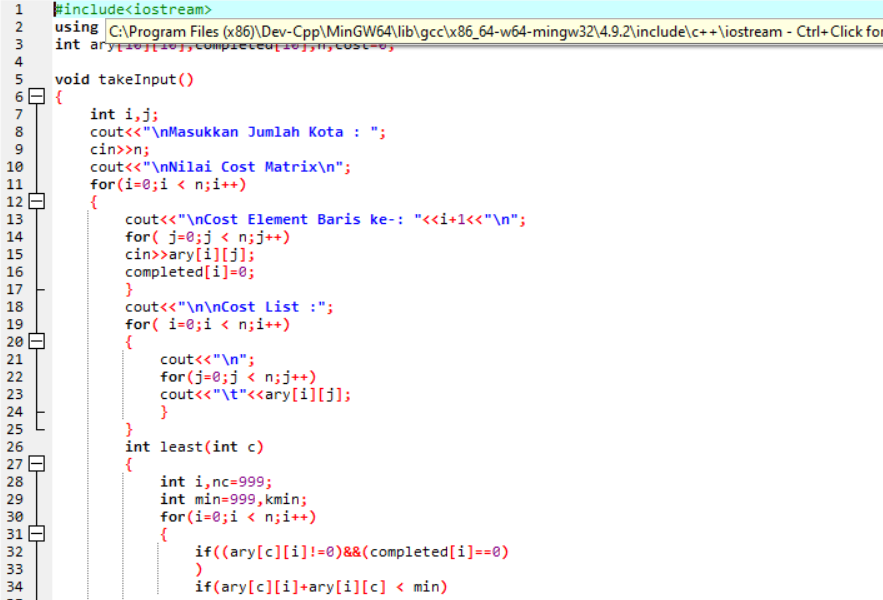 1 #include<iostream>
2 using
C:\Program Files (x86)\Dev-Cpp\MinGW64\lib\gcc\x86_64-w64-mingw32\4.9.2\include\c++\iostream - Ctrl+Click for
3 int ary[10][10],completed[10],n,cost=0;
4
5 void takeInput()
6 {
7 int i,j;
8 cout<<"\nMasukkan Jumlah Kota : ";
9 cin>>n;
10 cout<<"\nNilai Cost Matrix\n";
11 for(i=0;i < n;i++)
12 {
13 cout<<"\nCost Element Baris ke-: "<<i+1<<"\n";
14 for( j=0;j < n;j++)
15 cin>>ary[i][j];
16 completed[i]=0;
17 }
18 cout<<"\n\nCost List :";
19 for( i=0;i < n;i++)
20 {
21 cout<<"\n";
22 for(j=0;j < n;j++)
23 cout<<"\t"<<ary[i][j];
24 }
25 }
26 int least(int c)
27 {
28 int i,nc=999;
29 int min=999,kmin;
30 for(i=0;i < n;i++)
31 {
32 if((ary[c][i]!=0)&&(completed[i]==0)
33 )
34 if(ary[c][i]+ary[i][c] < min)